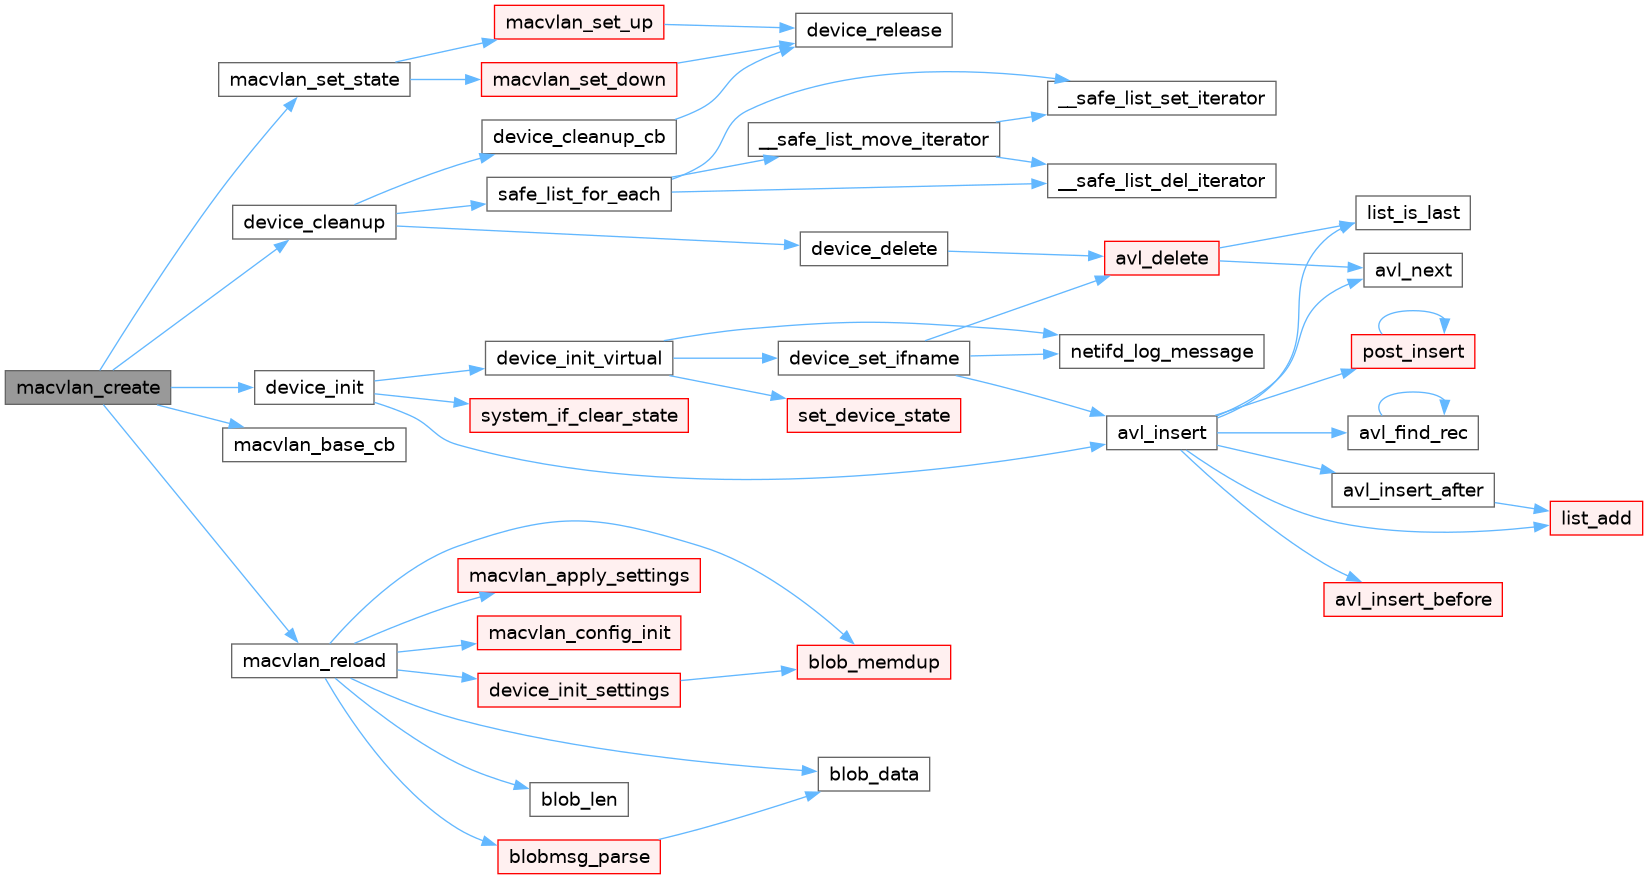 macvlan_set_up
device_release
macvlan_set_state
macvlan_set_down
__safe_list_set_iterator
device_cleanup_cb
__safe_list_move_iterator
__safe_list_del_iterator
safe_list_for_each
list_is_last
device_cleanup
device_delete
avl_delete
avl_next
device_init_virtual
device_set_ifname
netifd_log_message
post_insert
macvlan_create
device_init
system_if_clear_state
set_device_state
avl_insert
avl_find_rec
macvlan_base_cb
avl_insert_after
list_add
macvlan_apply_settings
avl_insert_before
macvlan_config_init
macvlan_reload
blob_memdup
device_init_settings
blob_data
blob_len
blobmsg_parse